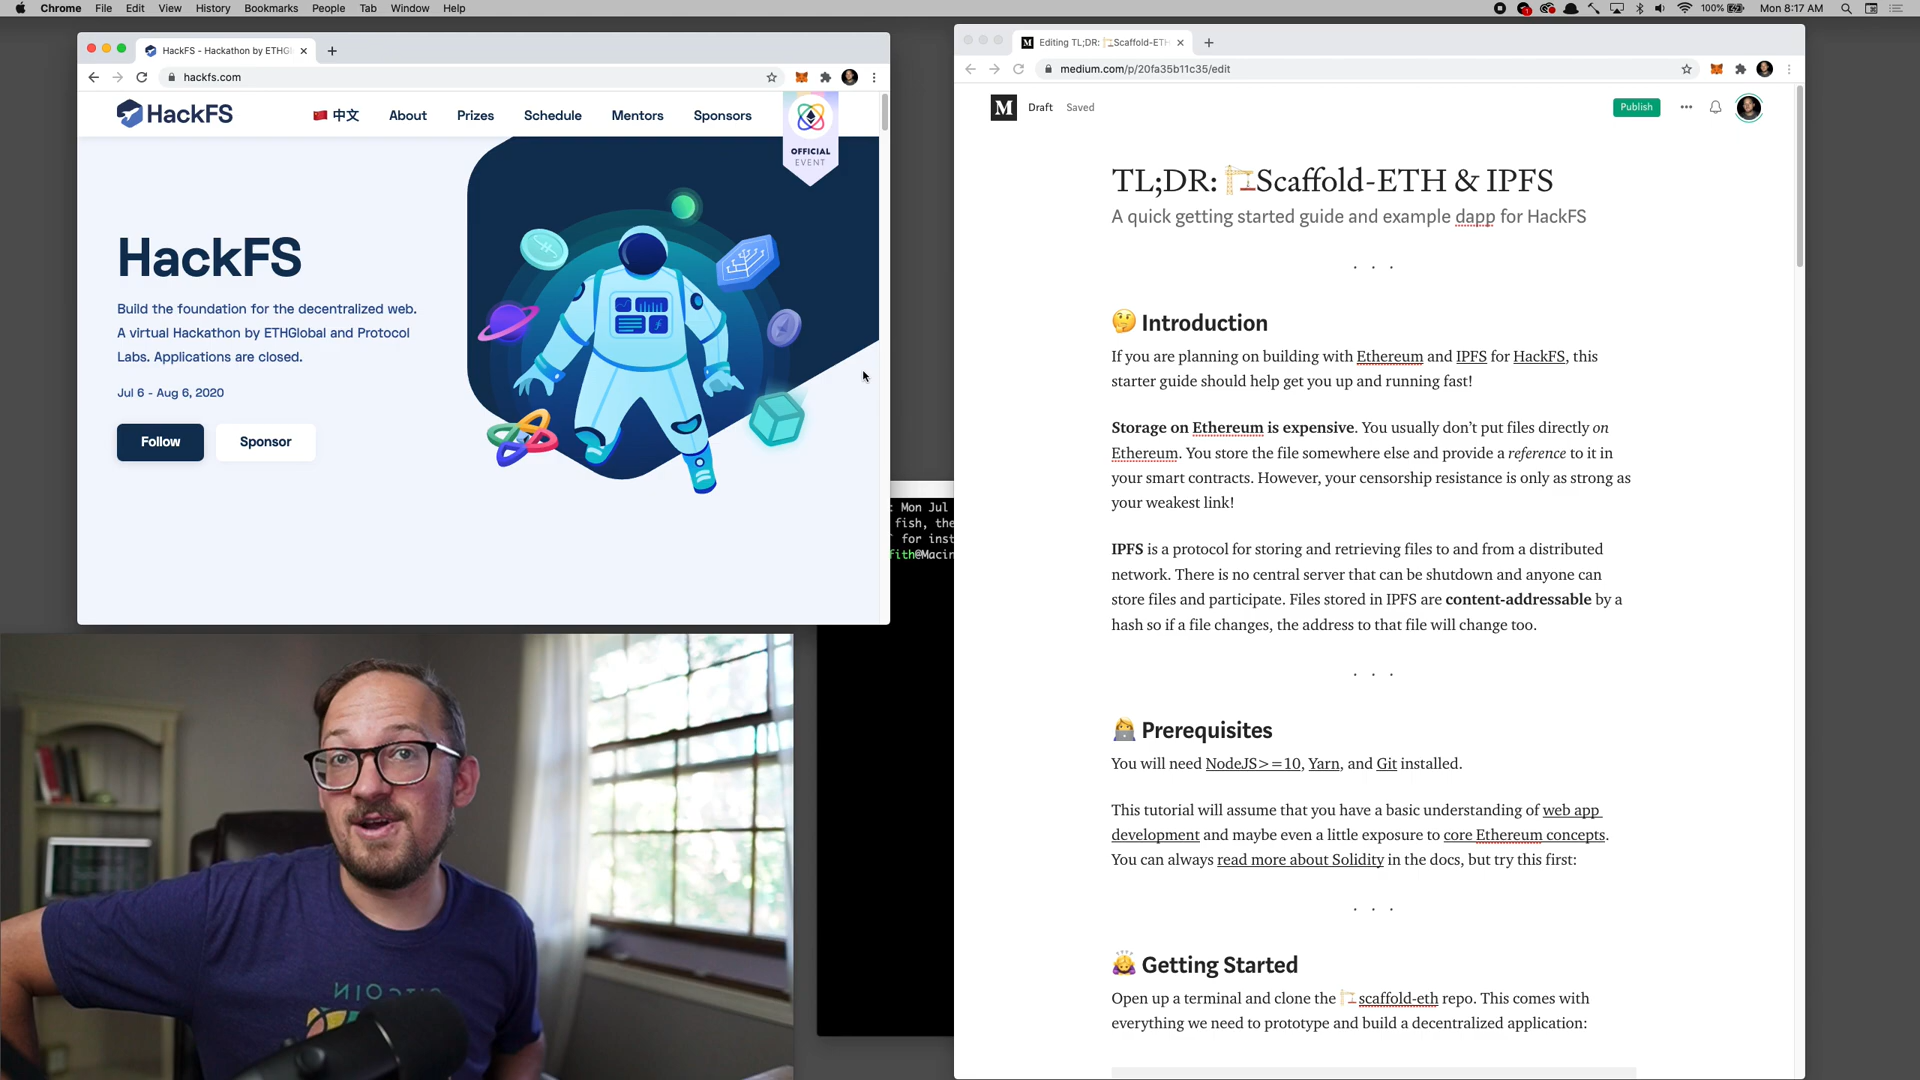 Chrome File Edit View History Bookmarks People Tab Window Help
100% Mon 8:17 AM
HackFS - Hackathon by ETHG
hackfs.com
HackFS
🇨🇳 中文 About Prizes Schedule Mentors Sponsors
OFFICIAL
EVENT
HackFS
Build the foundation for the decentralized web.
A virtual Hackathon by ETHGlobal and Protocol
Labs. Applications are closed.
Jul 6 - Aug 6, 2020
Follow Sponsor
: Mon Jul
fish, the
for inst
fith@Macin
BITCOIN
Editing TL;DR: 🏗Scaffold-ETH
medium.com/p/20fa35b11c35/edit
M Draft Saved Publish
TL;DR: 🏗Scaffold-ETH & IPFS
A quick getting started guide and example dapp for HackFS
. . .
🤔 Introduction
If you are planning on building with Ethereum and IPFS for HackFS, this
starter guide should help get you up and running fast!
Storage on Ethereum is expensive. You usually don’t put files directly on
Ethereum. You store the file somewhere else and provide a reference to it in
your smart contracts. However, your censorship resistance is only as strong as
your weakest link!
IPFS is a protocol for storing and retrieving files to and from a distributed
network. There is no central server that can be shutdown and anyone can
store files and participate. Files stored in IPFS are content-addressable by a
hash so if a file changes, the address to that file will change too.
. . .
👩‍💻 Prerequisites
You will need NodeJS>=10, Yarn, and Git installed.
This tutorial will assume that you have a basic understanding of web app
development and maybe even a little exposure to core Ethereum concepts.
You can always read more about Solidity in the docs, but try this first:
. . .
🙇‍♀️ Getting Started
Open up a terminal and clone the 🏗 scaffold-eth repo. This comes with
everything we need to prototype and build a decentralized application: